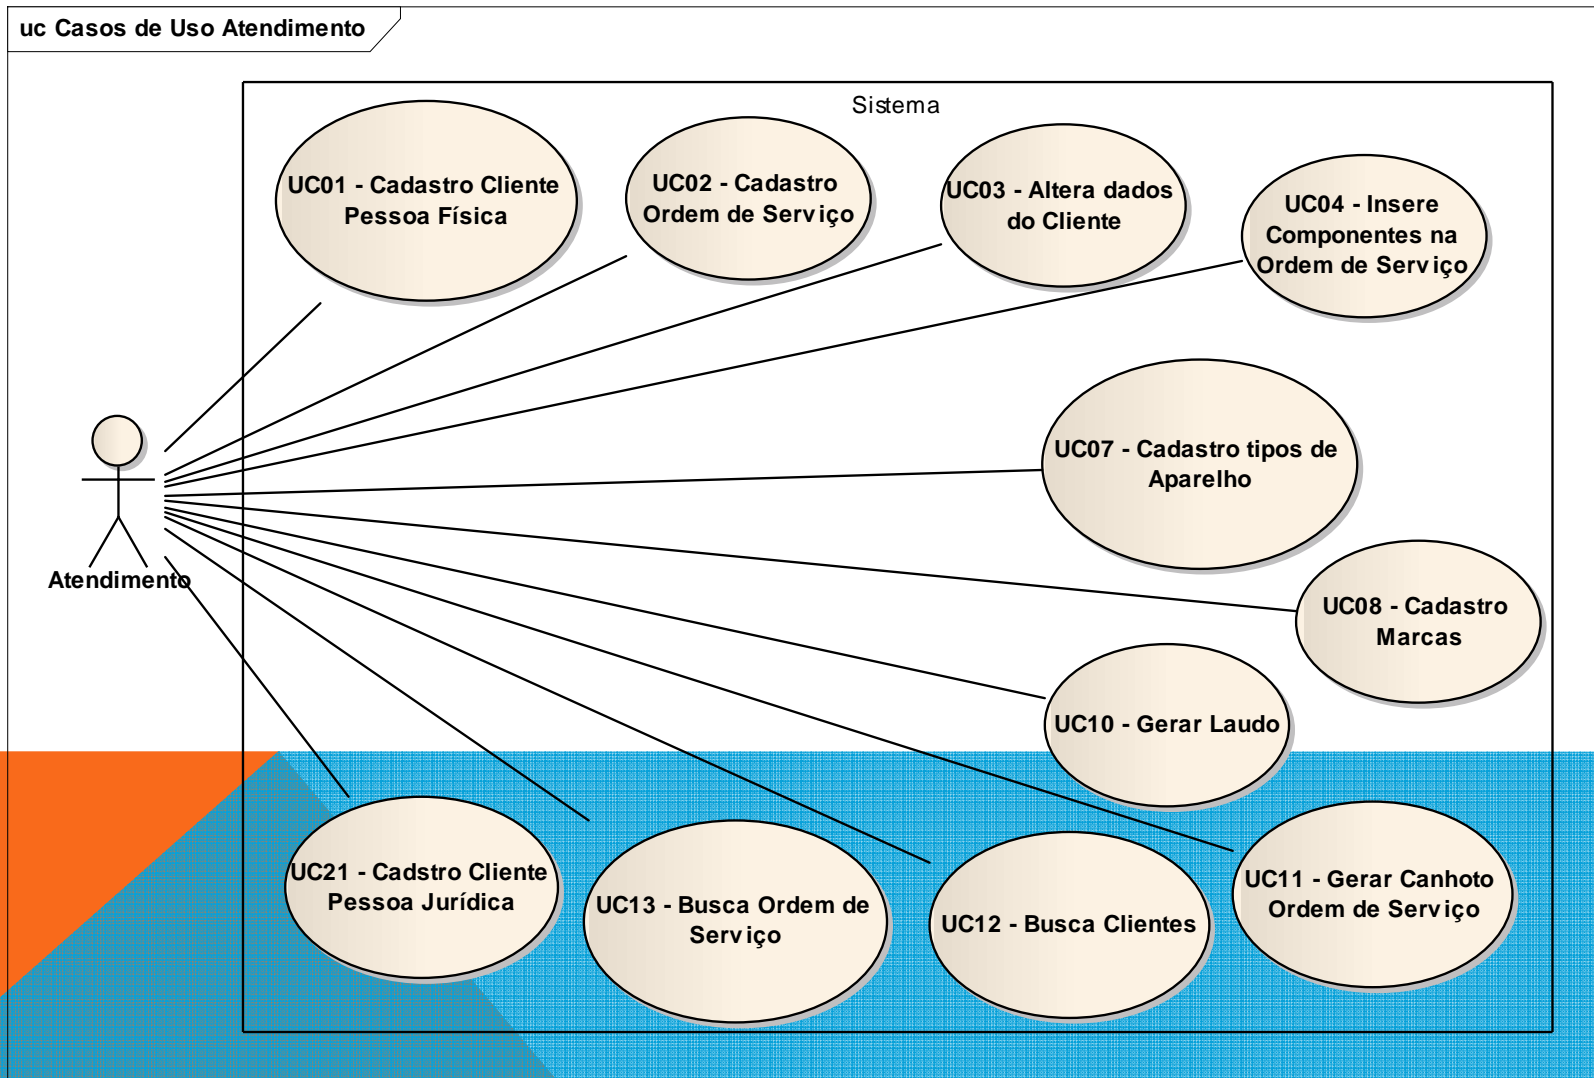 uc Casos de Uso Atendimento
Sistema
UC01 - Cadastro Cliente
Pessoa Física
UC02 - Cadastro
Ordem de Serviço
UC03 - Altera dados
do Cliente
UC04 - Insere
Componentes na
Ordem de Serviço
UC07 - Cadastro tipos de
Aparelho
Atendimento
UC08 - Cadastro
Marcas
UC10 - Gerar Laudo
UC21 - Cadstro Cliente
Pessoa Jurídica
UC13 - Busca Ordem de
Serviço
UC12 - Busca Clientes
UC11 - Gerar Canhoto
Ordem de Serviço